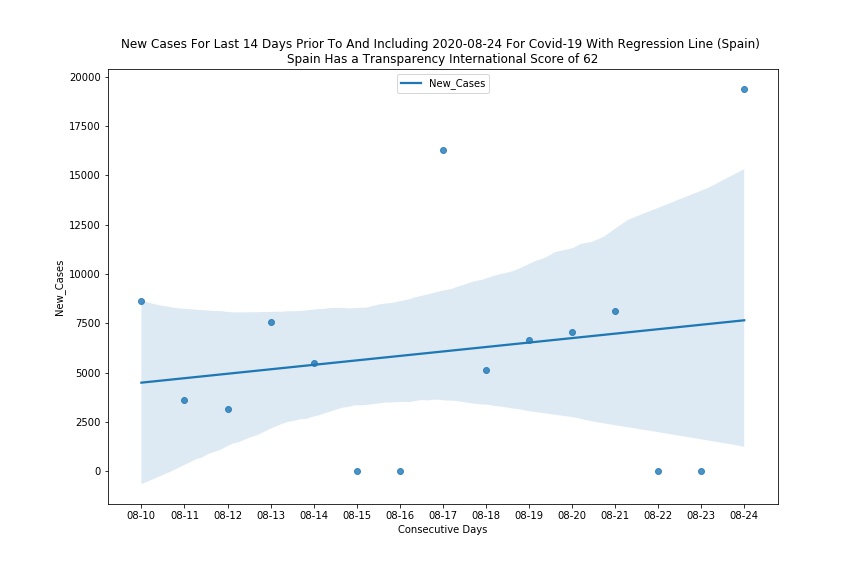 New Cases For Last 14 Days Prior To And Including 2020-08-24 For Covid-19 With Regression Line (Spain)
Spain Has a Transparency International Score of 62
New_Cases
20000
17500
15000
12500
10000
7500
5000
2500
0
New_Cases
08-10 08-11 08-12 08-13 08-14 08-15 08-16 08-17 08-18 08-19 08-20 08-21 08-22 08-23 08-24
Consecutive Days